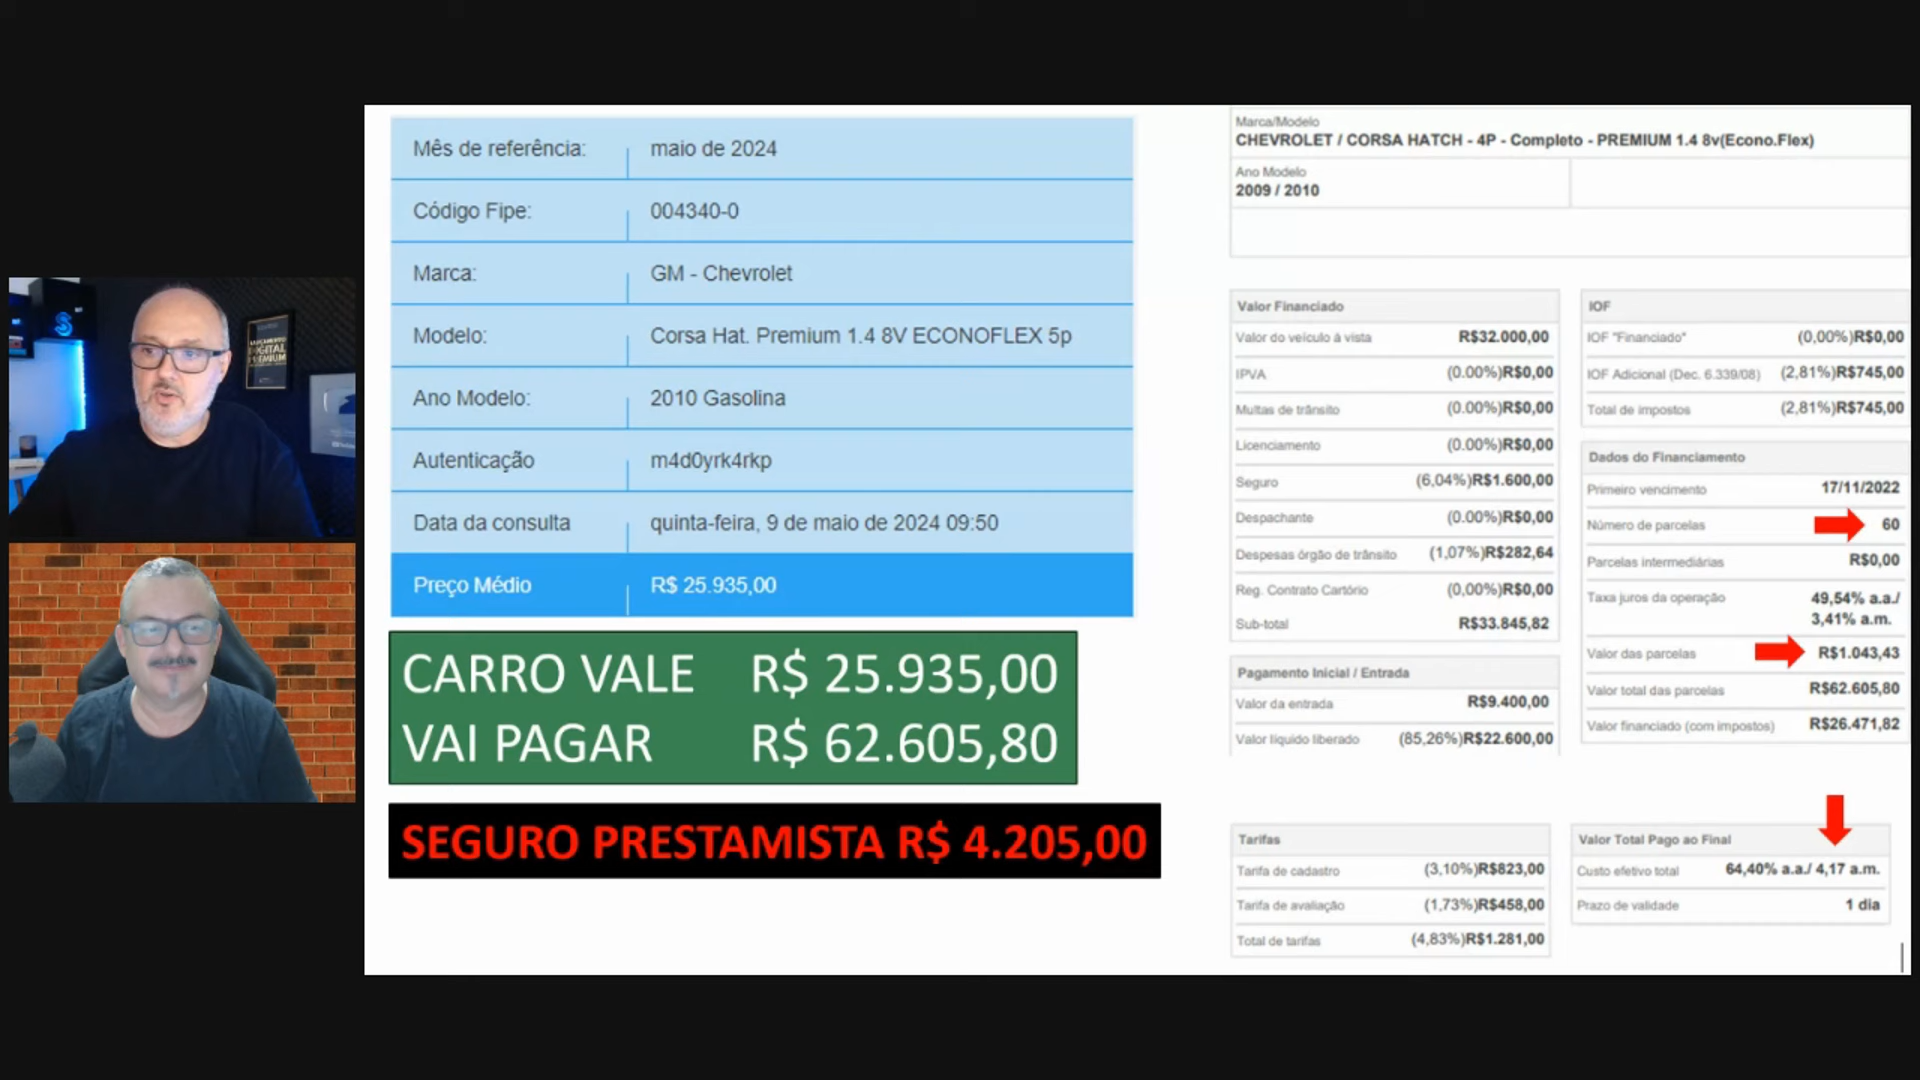 Mês de referência: maio de 2024
Código Fipe: 004340-0
Marca: GM - Chevrolet
Modelo: Corsa Hat. Premium 1.4 8V ECONOFLEX 5p
Ano Modelo: 2010 Gasolina
Autenticação m4d0yrk4rkp
Data da consulta quinta-feira, 9 de maio de 2024 09:50
Preço Médio R$ 25.935,00
CARRO VALE R$ 25.935,00
VAI PAGAR R$ 62.605,80
SEGURO PRESTAMISTA R$ 4.205,00
Marca/Modelo
CHEVROLET / CORSA HATCH - 4P - Completo - PREMIUM 1.4 8v(Econo.Flex)
Ano Modelo
2009 / 2010
Valor Financiado
Valor do veículo à vista R$32.000,00
IPVA (0.00%)R$0,00
Multas de trânsito (0.00%)R$0,00
Licenciamento (0.00%)R$0,00
Seguro (6,04%)R$1.600,00
Despachante (0.00%)R$0,00
Despesas órgão de trânsito (1,07%)R$282,64
Reg. Contrato Cartório (0,00%)R$0,00
Sub-total R$33.845,82
Pagamento Inicial / Entrada
Valor da entrada R$9.400,00
Valor líquido liberado (85,26%)R$22.600,00
IOF
IOF "Financiado" (0,00%)R$0,00
IOF Adicional (Dec. 6.339/08) (2,81%)R$745,00
Total de impostos (2,81%)R$745,00
Dados do Financiamento
Primeiro vencimento 17/11/2022
Número de parcelas 60
Parcelas intermediárias R$0,00
Taxa juros da operação 49,54% a.a./
3,41% a.m.
Valor das parcelas R$1.043,43
Valor total das parcelas R$62.605,80
Valor financiado (com impostos) R$26.471,82
Tarifas
Tarifa de cadastro (3,10%)R$823,00
Tarifa de avaliação (1,73%)R$458,00
Total de tarifas (4,83%)R$1.281,00
Valor Total Pago ao Final
Custo efetivo total 64,40% a.a./ 4,17 a.m.
Prazo de validade 1 dia
DIGITAL
PREMIUM